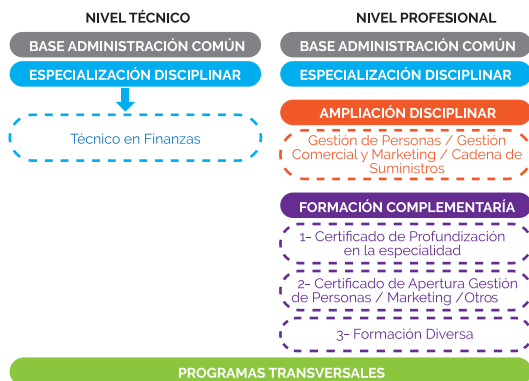 NIVEL TÉCNICO
BASE ADMINISTRACIÓN COMÚN
ESPECIALIZACIÓN DISCIPLINAR
Técnico en Finanzas
NIVEL PROFESIONAL
BASE ADMINISTRACIÓN COMÚN
ESPECIALIZACIÓN DISCIPLINAR
AMPLIACIÓN DISCIPLINAR
Gestión de Personas / Gestión
Comercial y Marketing / Cadena de
Suministros
FORMACIÓN COMPLEMENTARÍA
1- Certificado de Profundización
en la especialidad
2- Certificado de Apertura Gestión
de Personas / Marketing /Otros
3- Formación Diversa
PROGRAMAS TRANSVERSALES